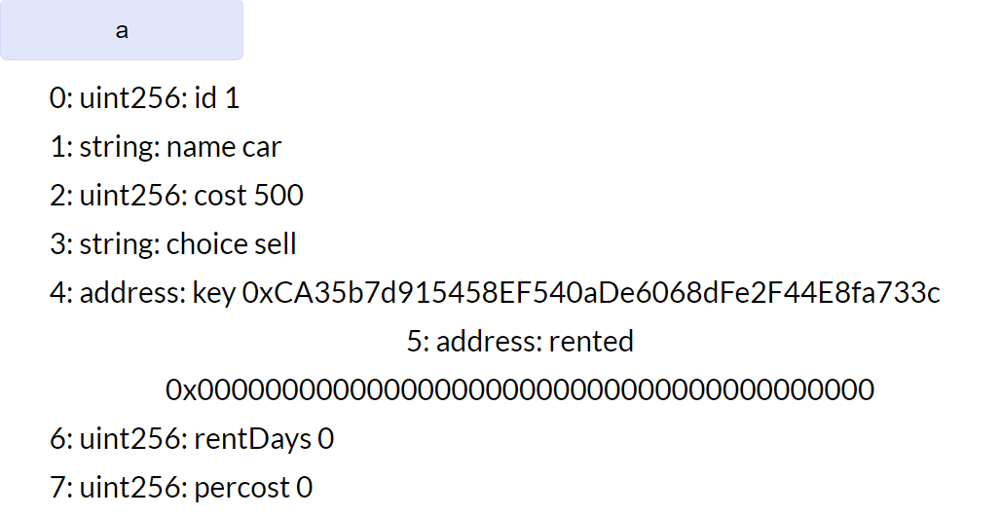 a
0: uint256: id 1
1: string: name car
2: uint256: cost 500
3: string: choice sell
4: address: key 0xCA35b7d915458EF540aDe6068dFe2F44E8fa733c
5: address: rented
0x0000000000000000000000000000000000000000
6: uint256: rentDays 0
7: uint256: percost 0